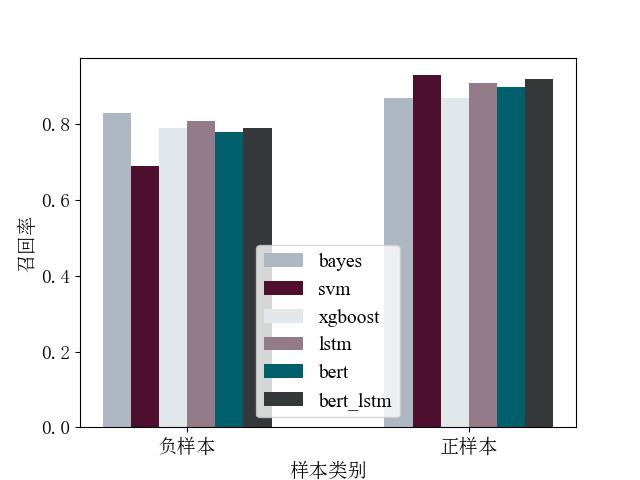 召回率
0.8
0.6
0.4
0.2
0.0
bayes
svm
xgboost
lstm
bert
bert_lstm
负样本 正样本
样本类别